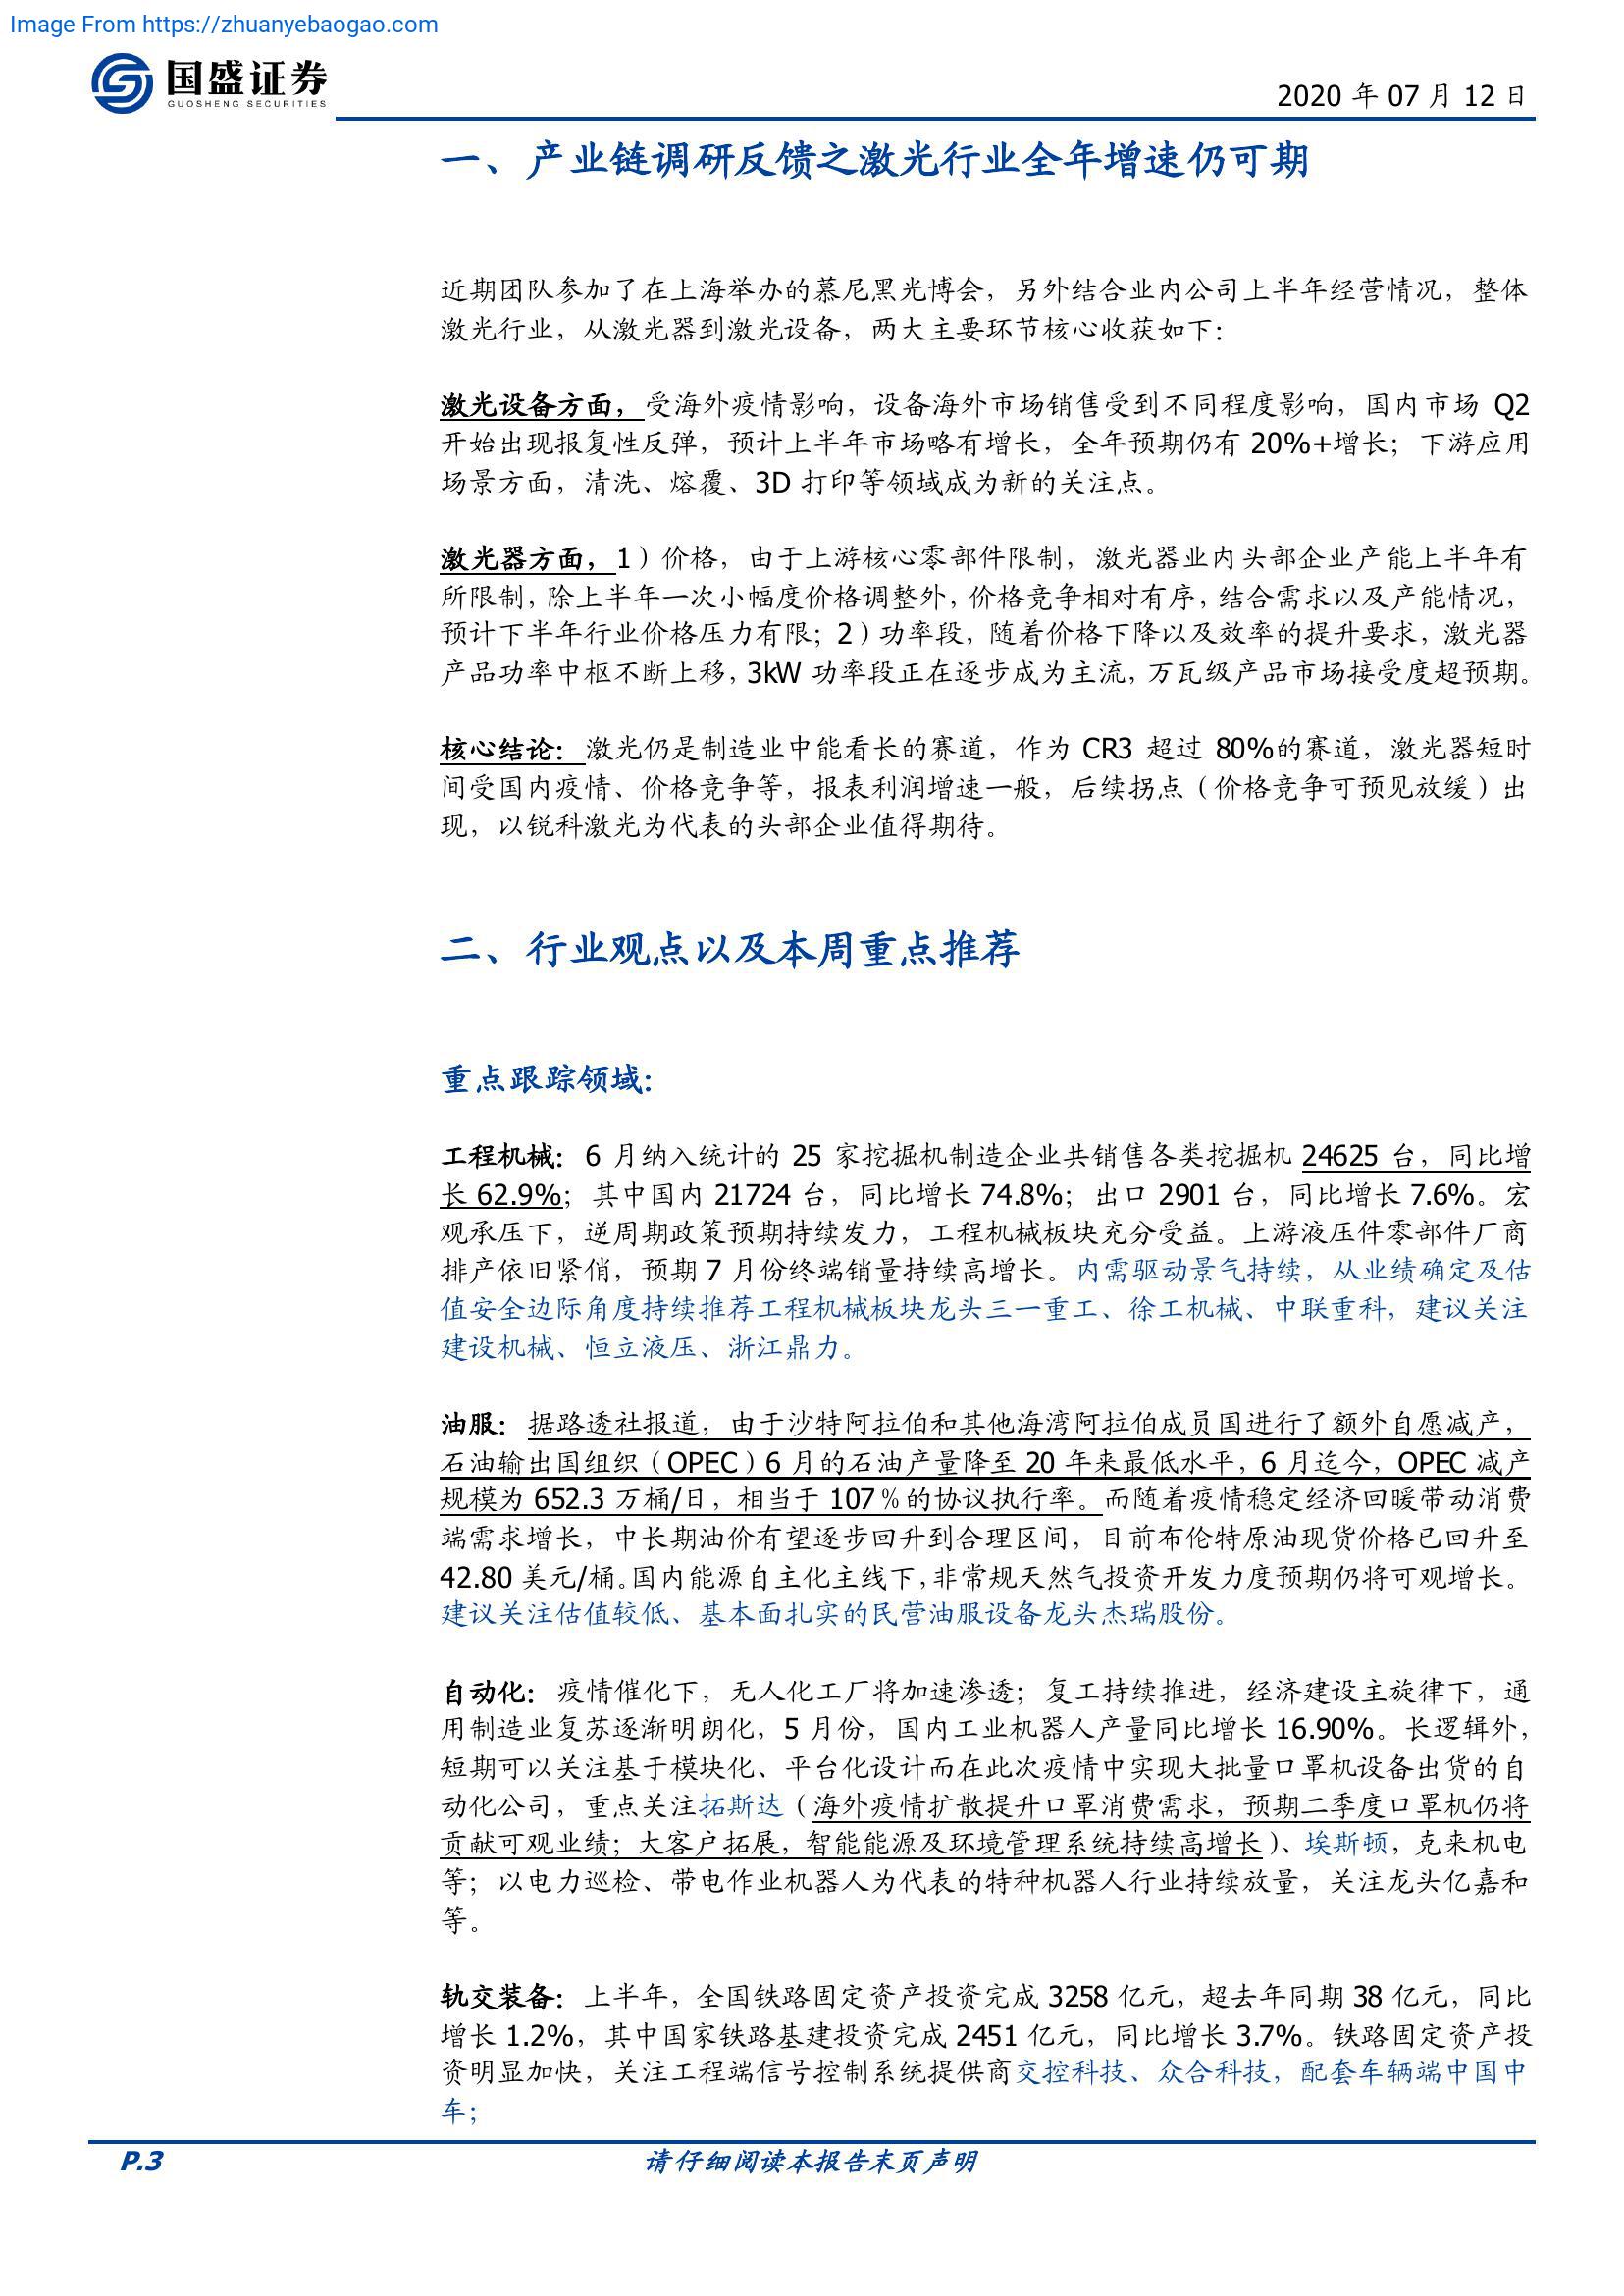 Image From https://zhuanyebaogao.com
国盛证券
GUOSHENG SECURITIES
2020 年 07 月 12 日
一、产业链调研反馈之激光行业全年增速仍可期
近期团队参加了在上海举办的慕尼黑光博会，另外结合业内公司上半年经营情况，整体
激光行业，从激光器到激光设备，两大主要环节核心收获如下：
激光设备方面，受海外疫情影响，设备海外市场销售受到不同程度影响，国内市场 Q2
开始出现报复性反弹，预计上半年市场略有增长，全年预期仍有 20%+增长；下游应用
场景方面，清洗、熔覆、3D 打印等领域成为新的关注点。
激光器方面，1）价格，由于上游核心零部件限制，激光器业内头部企业产能上半年有
所限制，除上半年一次小幅度价格调整外，价格竞争相对有序，结合需求以及产能情况，
预计下半年行业价格压力有限；2）功率段，随着价格下降以及效率的提升要求，激光器
产品功率中枢不断上移，3kW 功率段正在逐步成为主流，万瓦级产品市场接受度超预期。
核心结论：激光仍是制造业中能看长的赛道，作为 CR3 超过 80%的赛道，激光器短时
间受国内疫情、价格竞争等，报表利润增速一般，后续拐点（价格竞争可预见放缓）出
现，以锐科激光为代表的头部企业值得期待。
二、行业观点以及本周重点推荐
重点跟踪领域：
工程机械：6 月纳入统计的 25 家挖掘机制造企业共销售各类挖掘机 24625 台，同比增
长 62.9%；其中国内 21724 台，同比增长 74.8%；出口 2901 台，同比增长 7.6%。宏
观承压下，逆周期政策预期持续发力，工程机械板块充分受益。上游液压件零部件厂商
排产依旧紧俏，预期 7 月份终端销量持续高增长。内需驱动景气持续，从业绩确定及估
值安全边际角度持续推荐工程机械板块龙头三一重工、徐工机械、中联重科，建议关注
建设机械、恒立液压、浙江鼎力。
油服：据路透社报道，由于沙特阿拉伯和其他海湾阿拉伯成员国进行了额外自愿减产，
石油输出国组织（OPEC）6 月的石油产量降至 20 年来最低水平，6 月迄今，OPEC 减产
规模为 652.3 万桶/日，相当于 107％的协议执行率。而随着疫情稳定经济回暖带动消费
端需求增长，中长期油价有望逐步回升到合理区间，目前布伦特原油现货价格已回升至
42.80 美元/桶。国内能源自主化主线下，非常规天然气投资开发力度预期仍将可观增长。
建议关注估值较低、基本面扎实的民营油服设备龙头杰瑞股份。
自动化：疫情催化下，无人化工厂将加速渗透；复工持续推进，经济建设主旋律下，通
用制造业复苏逐渐明朗化，5 月份，国内工业机器人产量同比增长 16.90%。长逻辑外，
短期可以关注基于模块化、平台化设计而在此次疫情中实现大批量口罩机设备出货的自
动化公司，重点关注拓斯达（海外疫情扩散提升口罩消费需求，预期二季度口罩机仍将
贡献可观业绩；大客户拓展，智能能源及环境管理系统持续高增长）、埃斯顿，克来机电
等；以电力巡检、带电作业机器人为代表的特种机器人行业持续放量，关注龙头亿嘉和
等。
轨交装备：上半年，全国铁路固定资产投资完成 3258 亿元，超去年同期 38 亿元，同比
增长 1.2%，其中国家铁路基建投资完成 2451 亿元，同比增长 3.7%。铁路固定资产投
资明显加快，关注工程端信号控制系统提供商交控科技、众合科技，配套车辆端中国中
车；
P.3
请仔细阅读本报告末页声明